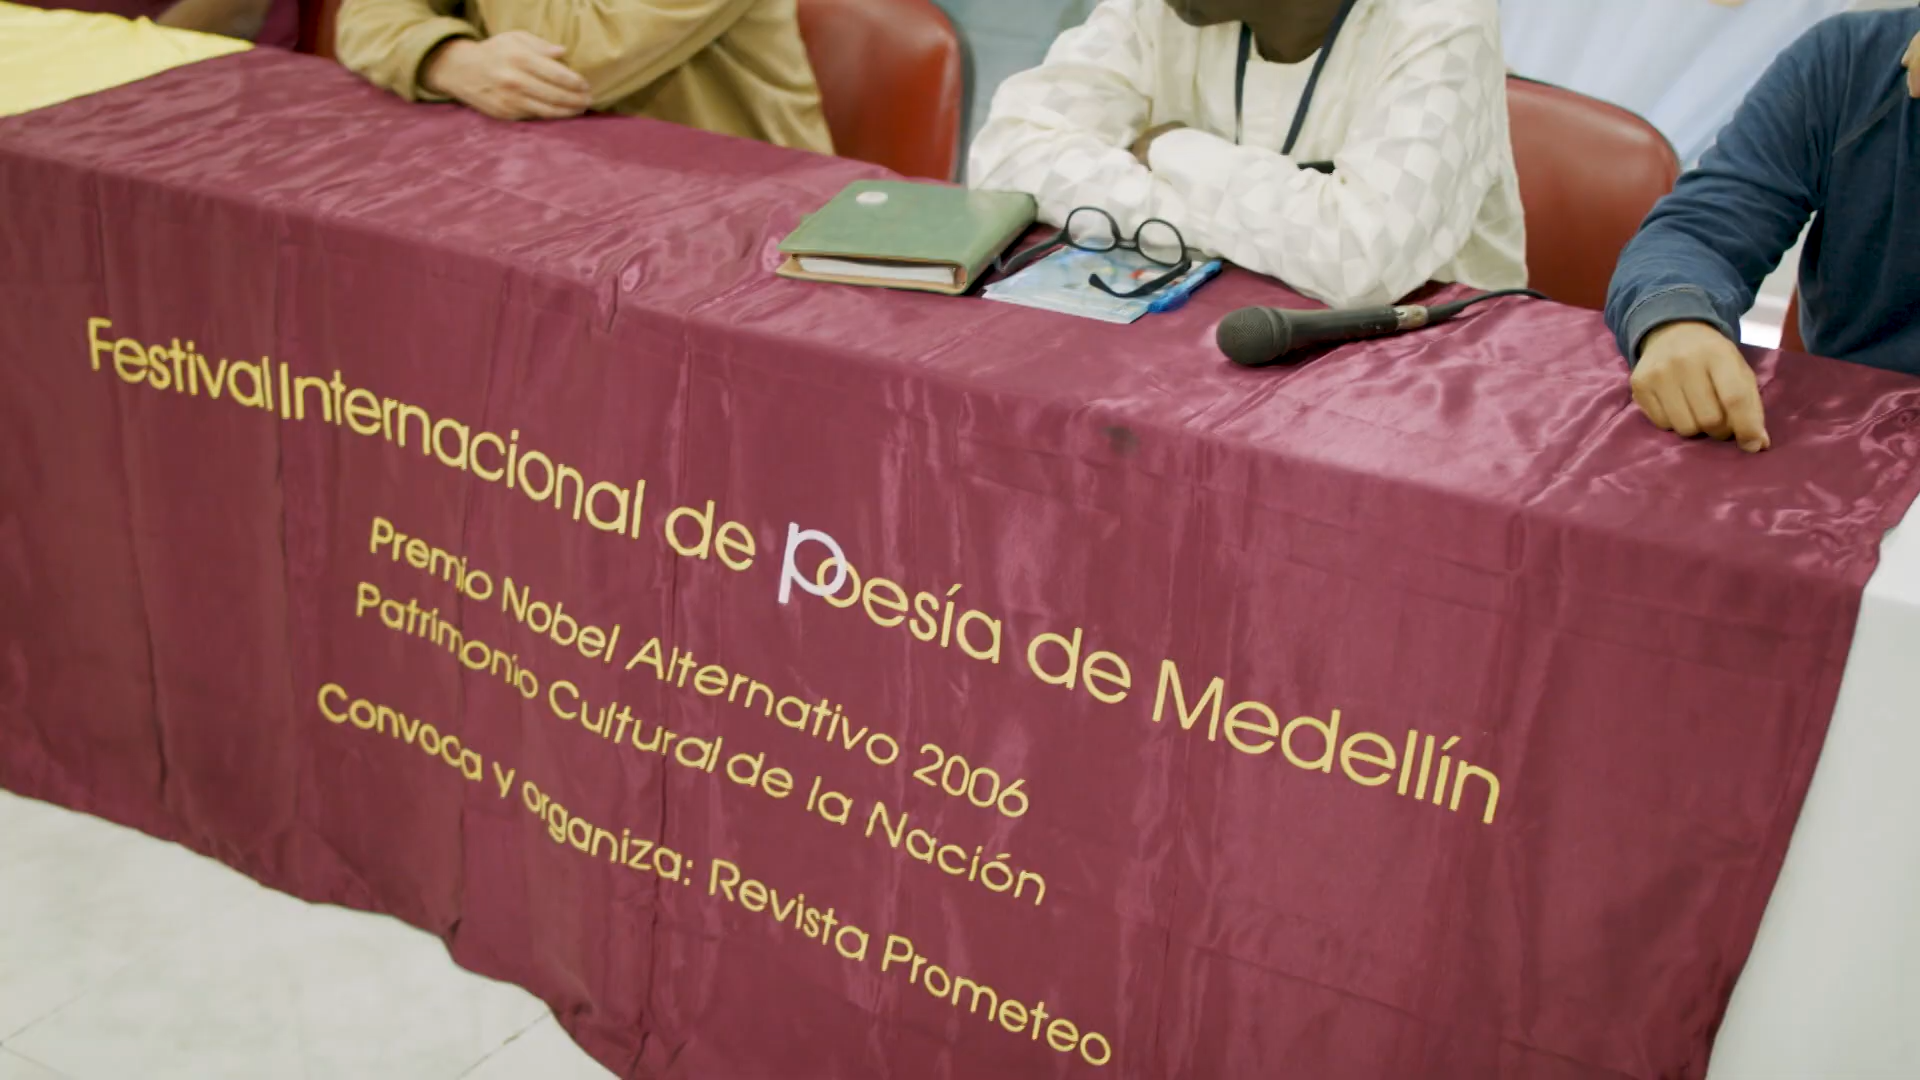 Festival Internacional de poesía de Medellín
Premio Nobel Alternativo 2006
Patrimonio Cultural de la Nación
Convoca y organiza: Revista Prometeo